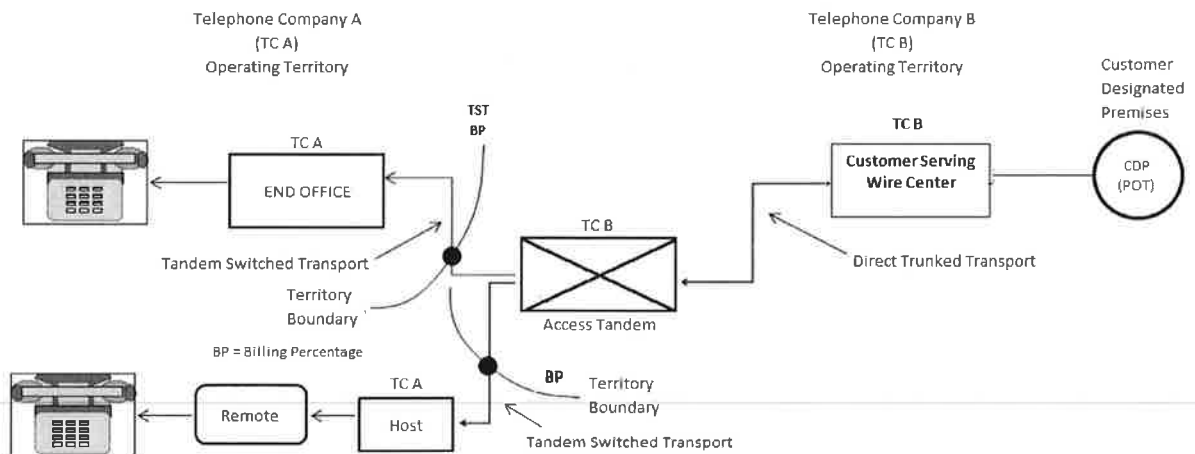 Telephone Company A
(TC A)
Operating Territory
Telephone Company B
(TC B)
Operating Territory
Customer
Designated
Premises
TST
BP
TC A
END OFFICE
TC B
Customer Serving
Wire Center
CDP
(POT)
TC B
Tandem Switched Transport
Direct Trunked Transport
Territory
Boundary
Access Tandem
BP = Billing Percentage
TC A
BP
Territory
Boundary
Remote
Host
Tandem Switched Transport